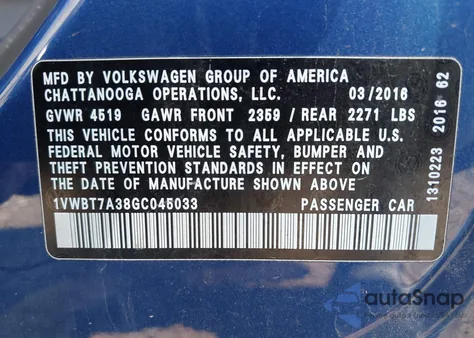 MFD BY VOLKSWAGEN GROUP OF AMERICA
CHATTANOOGA OPERATIONS, LLC. 03/2016
GVWR 4519 GAWR FRONT 2359 / REAR 2271 LBS
THIS VEHICLE CONFORMS TO ALL APPLICABLE U.S.
FEDERAL MOTOR VEHICLE SAFETY, BUMPER AND
THEFT PREVENTION STANDARDS IN EFFECT ON
THE DATE OF MANUFACTURE SHOWN ABOVE
1VWBT7A38GC045033 PASSENGER CAR
1310223 2016 62
autoSnap